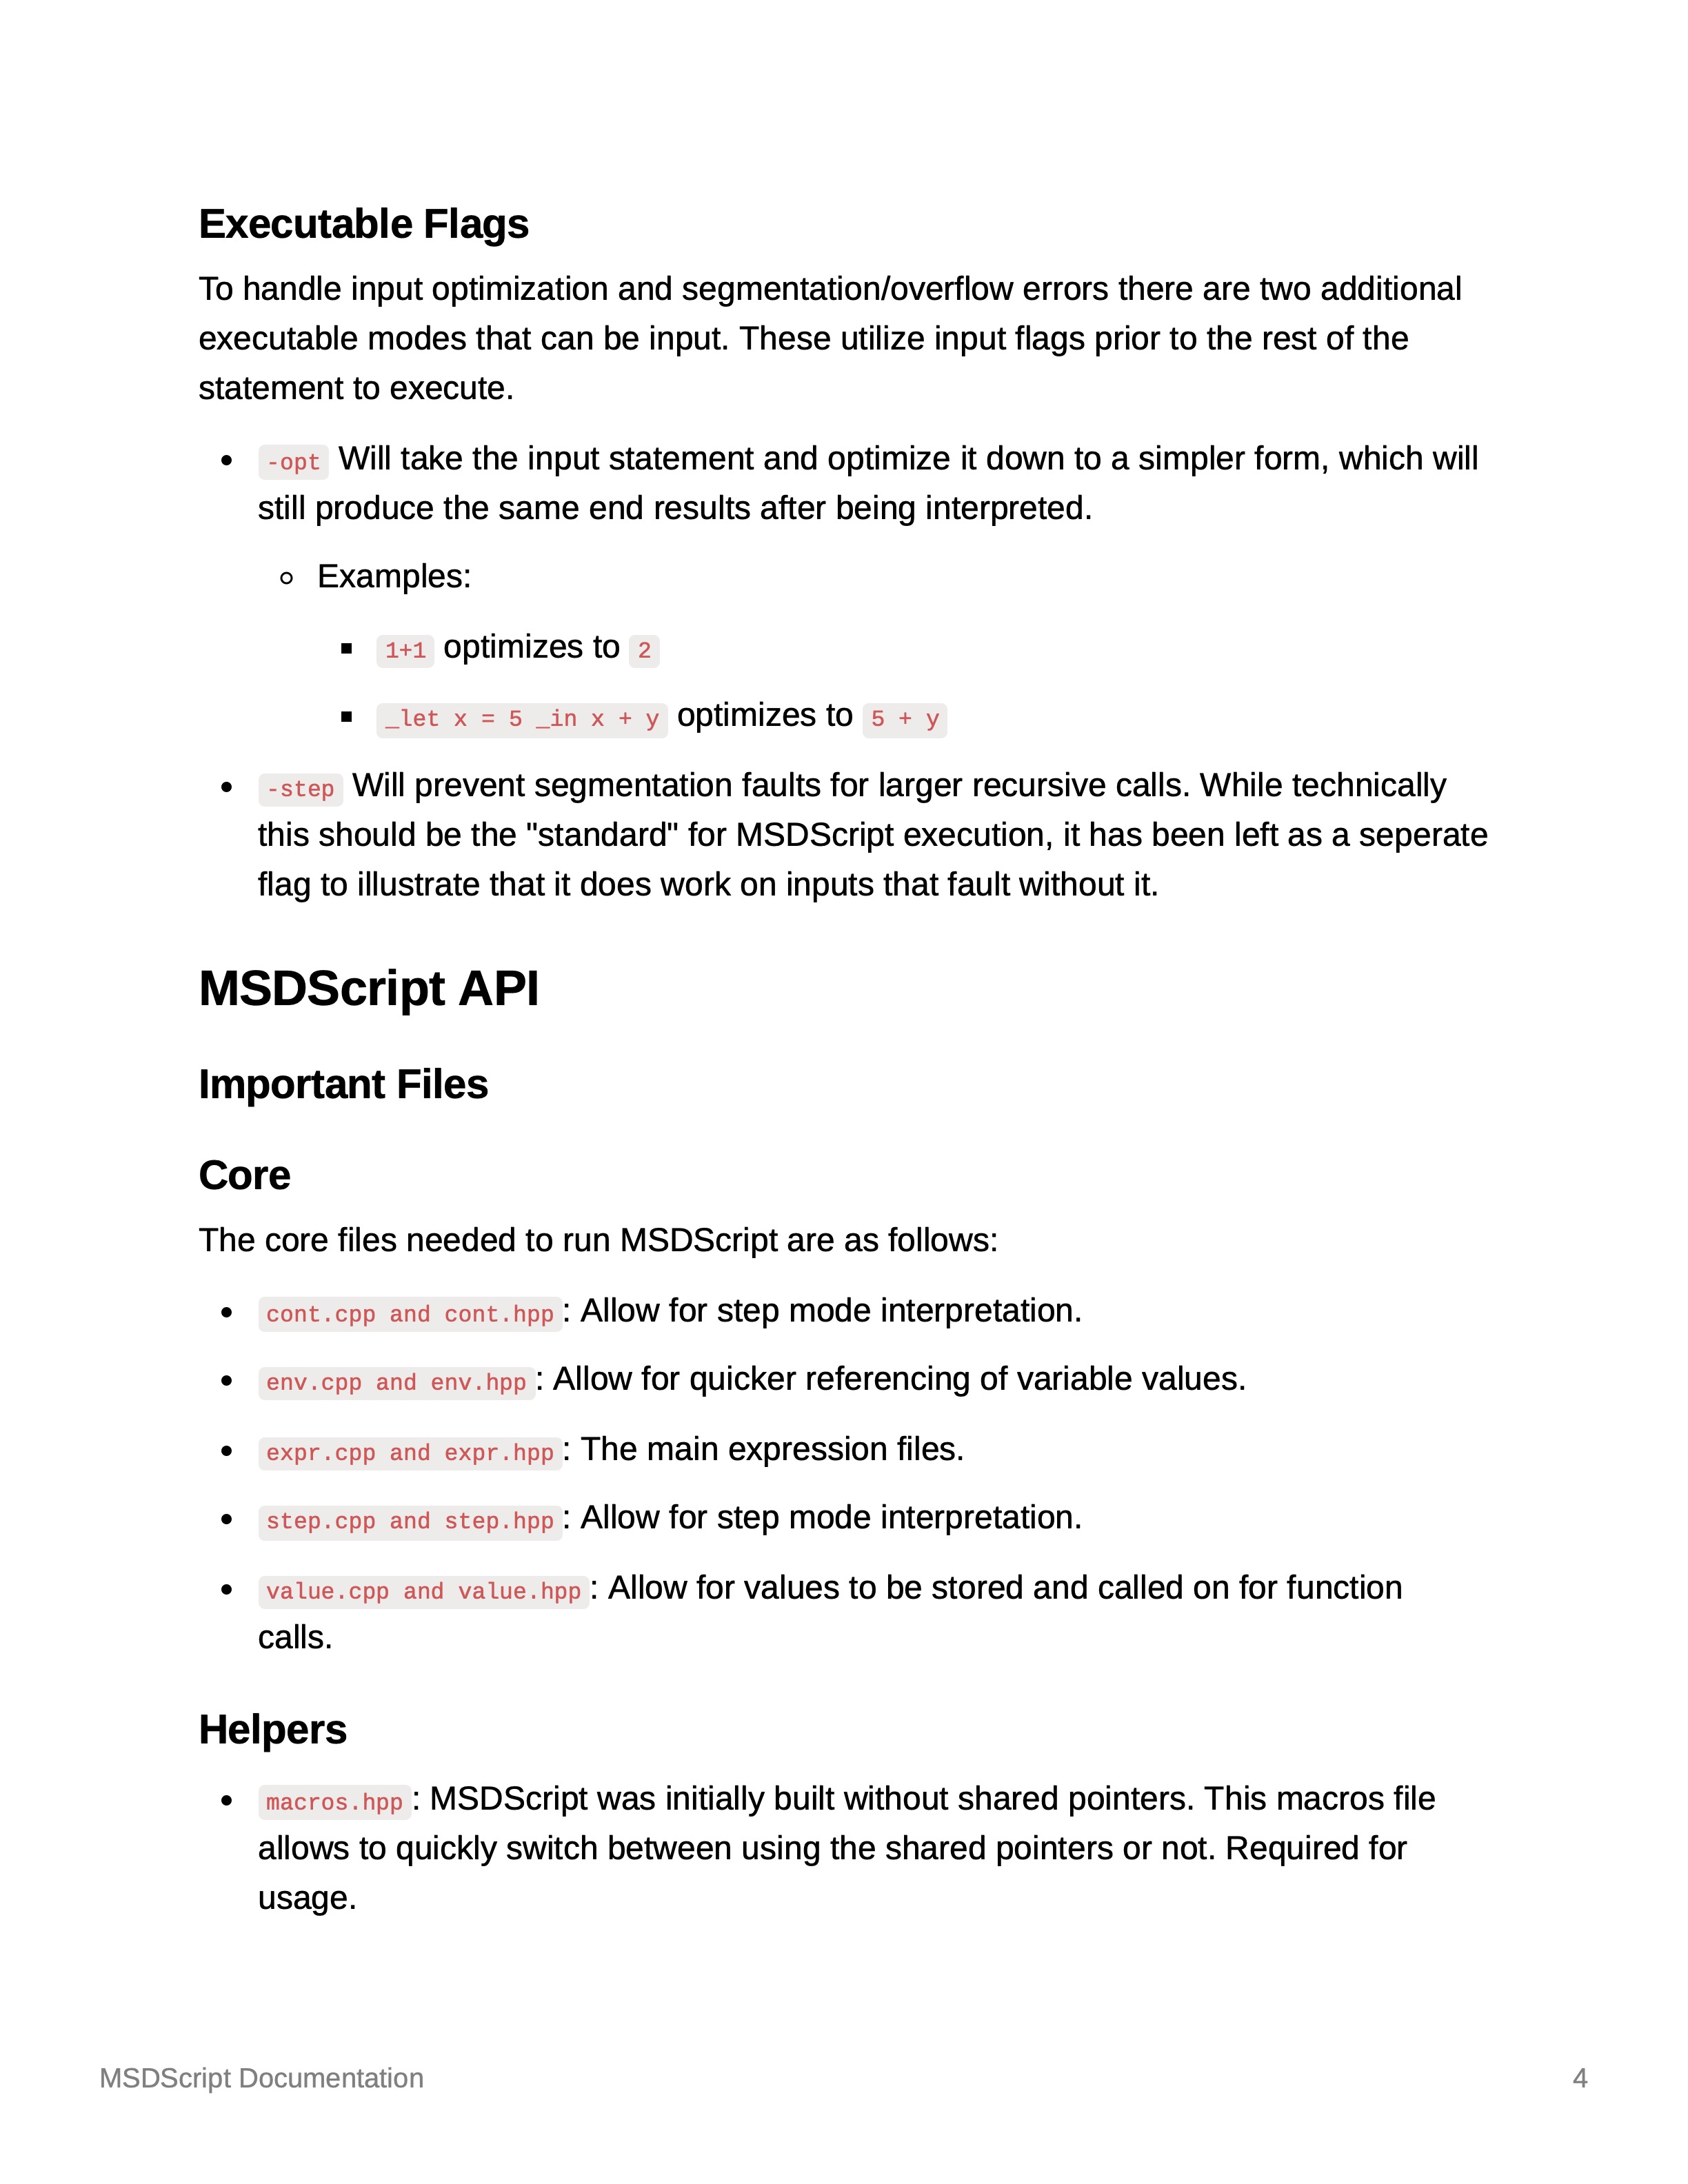 Executable Flags
To handle input optimization and segmentation/overflow errors there are two additional
executable modes that can be input. These utilize input flags prior to the rest of the
statement to execute.
-opt Will take the input statement and optimize it down to a simpler form, which will
still produce the same end results after being interpreted.
Examples:
1+1 optimizes to 2
_let x = 5 _in x + y optimizes to 5 + y
-step Will prevent segmentation faults for larger recursive calls. While technically
this should be the "standard" for MSDScript execution, it has been left as a seperate
flag to illustrate that it does work on inputs that fault without it.
MSDScript API
Important Files
Core
The core files needed to run MSDScript are as follows:
cont.cpp and cont.hpp: Allow for step mode interpretation.
env.cpp and env.hpp: Allow for quicker referencing of variable values.
expr.cpp and expr.hpp: The main expression files.
step.cpp and step.hpp: Allow for step mode interpretation.
value.cpp and value.hpp: Allow for values to be stored and called on for function
calls.
Helpers
macros.hpp: MSDScript was initially built without shared pointers. This macros file
allows to quickly switch between using the shared pointers or not. Required for
usage.
MSDScript Documentation 4